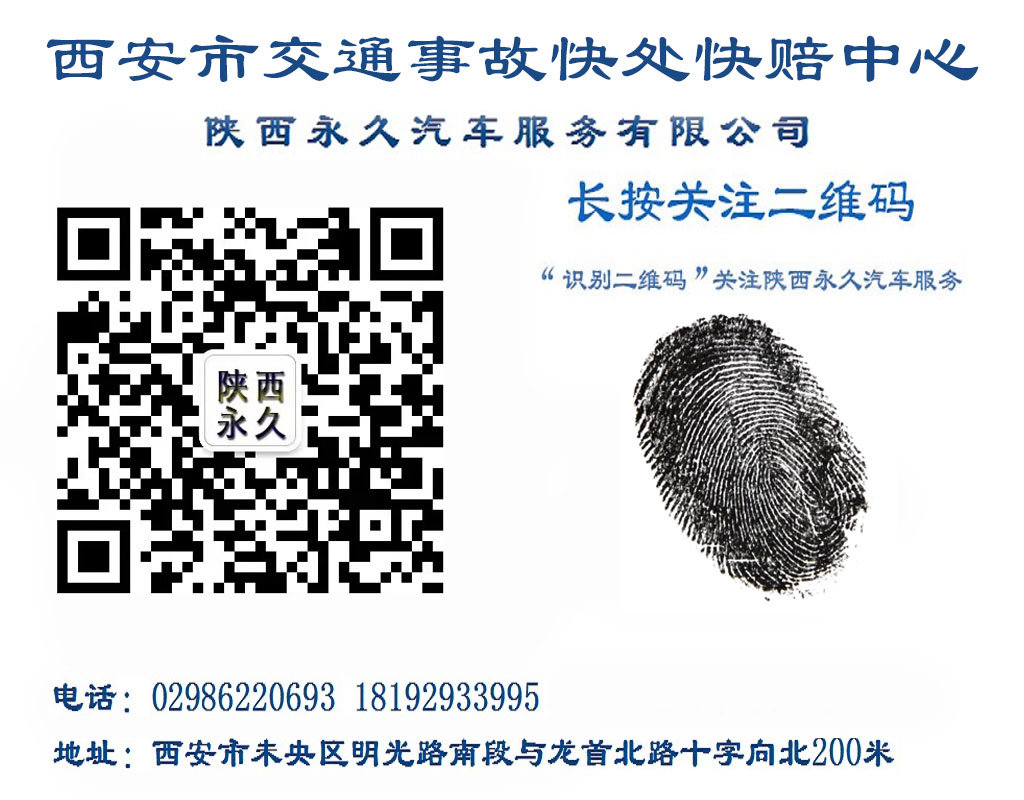 西安市交通事故快处快赔中心
陕西永久汽车服务有限公司
长按关注二维码
“识别二维码”关注陕西永久汽车服务
陕西
永久
电话：02986220693 18192933995
地址：西安市未央区明光路南段与龙首北路十字向北200米